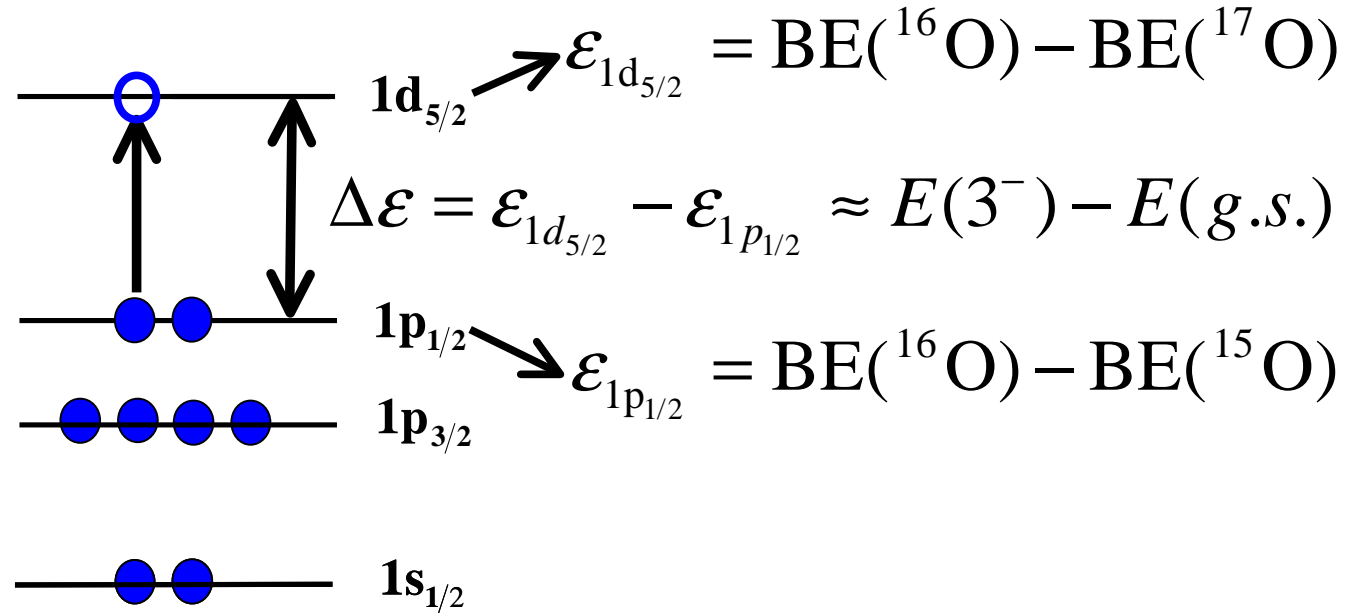 1d₅/₂ ε₁d₅/₂ = BE(¹⁶O) – BE(¹⁷O)
Δε = ε₁d₅/₂ – ε₁p₁/₂ ≈ E(3⁻) – E(g.s.)
1p₁/₂
ε₁p₁/₂ = BE(¹⁶O) – BE(¹⁵O)
1p₃/₂
1s₁/₂